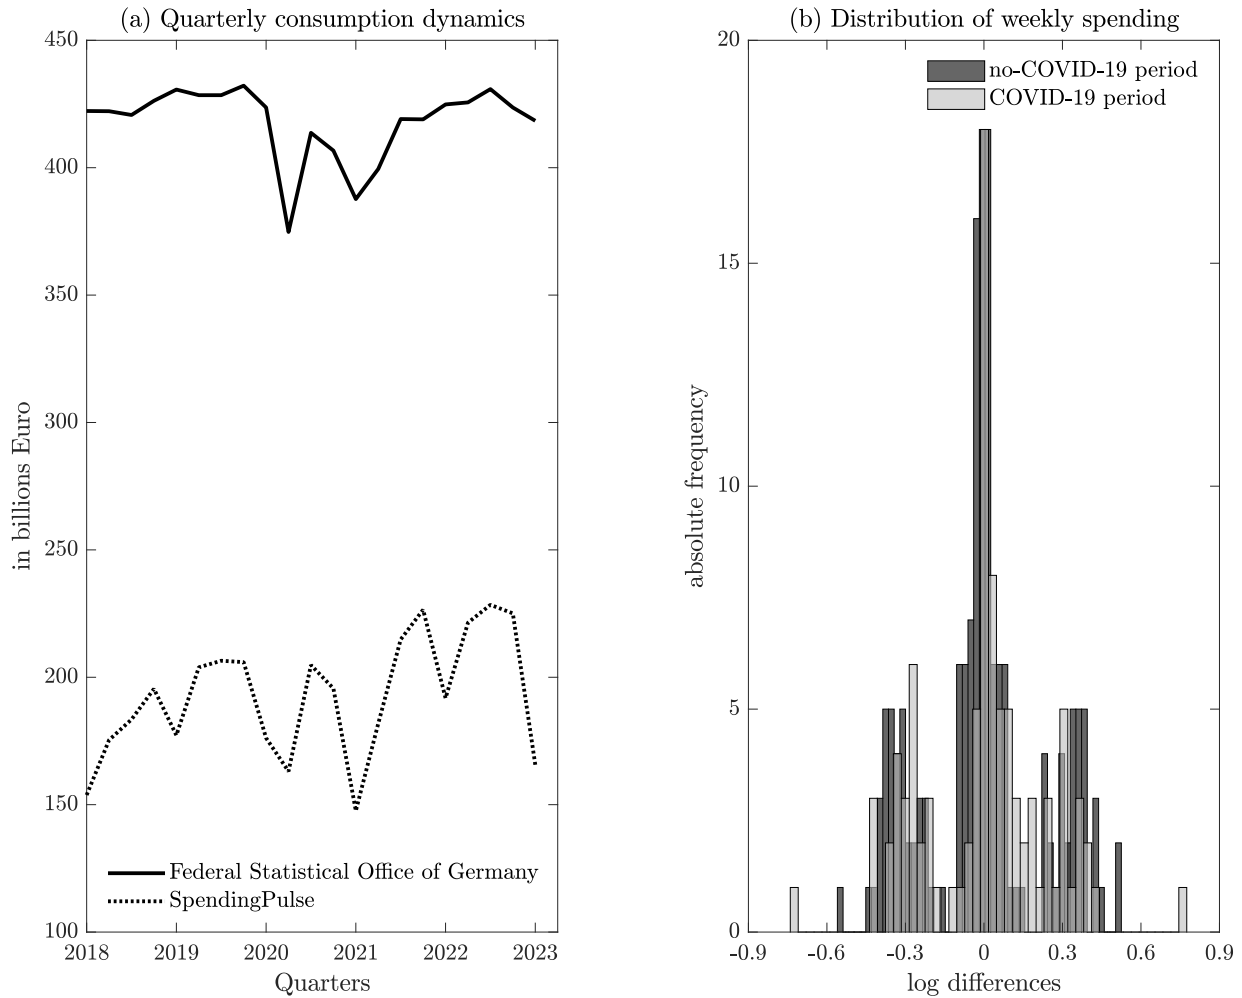 (a) Quarterly consumption dynamics
450
400
350
300
250
200
150
100
in billions Euro
Federal Statistical Office of Germany
SpendingPulse
2018 2019 2020 2021 2022 2023
Quarters
(b) Distribution of weekly spending
20
15
10
5
0
absolute frequency
no-COVID-19 period
COVID-19 period
-0.9 -0.6 -0.3 0 0.3 0.6 0.9
log differences